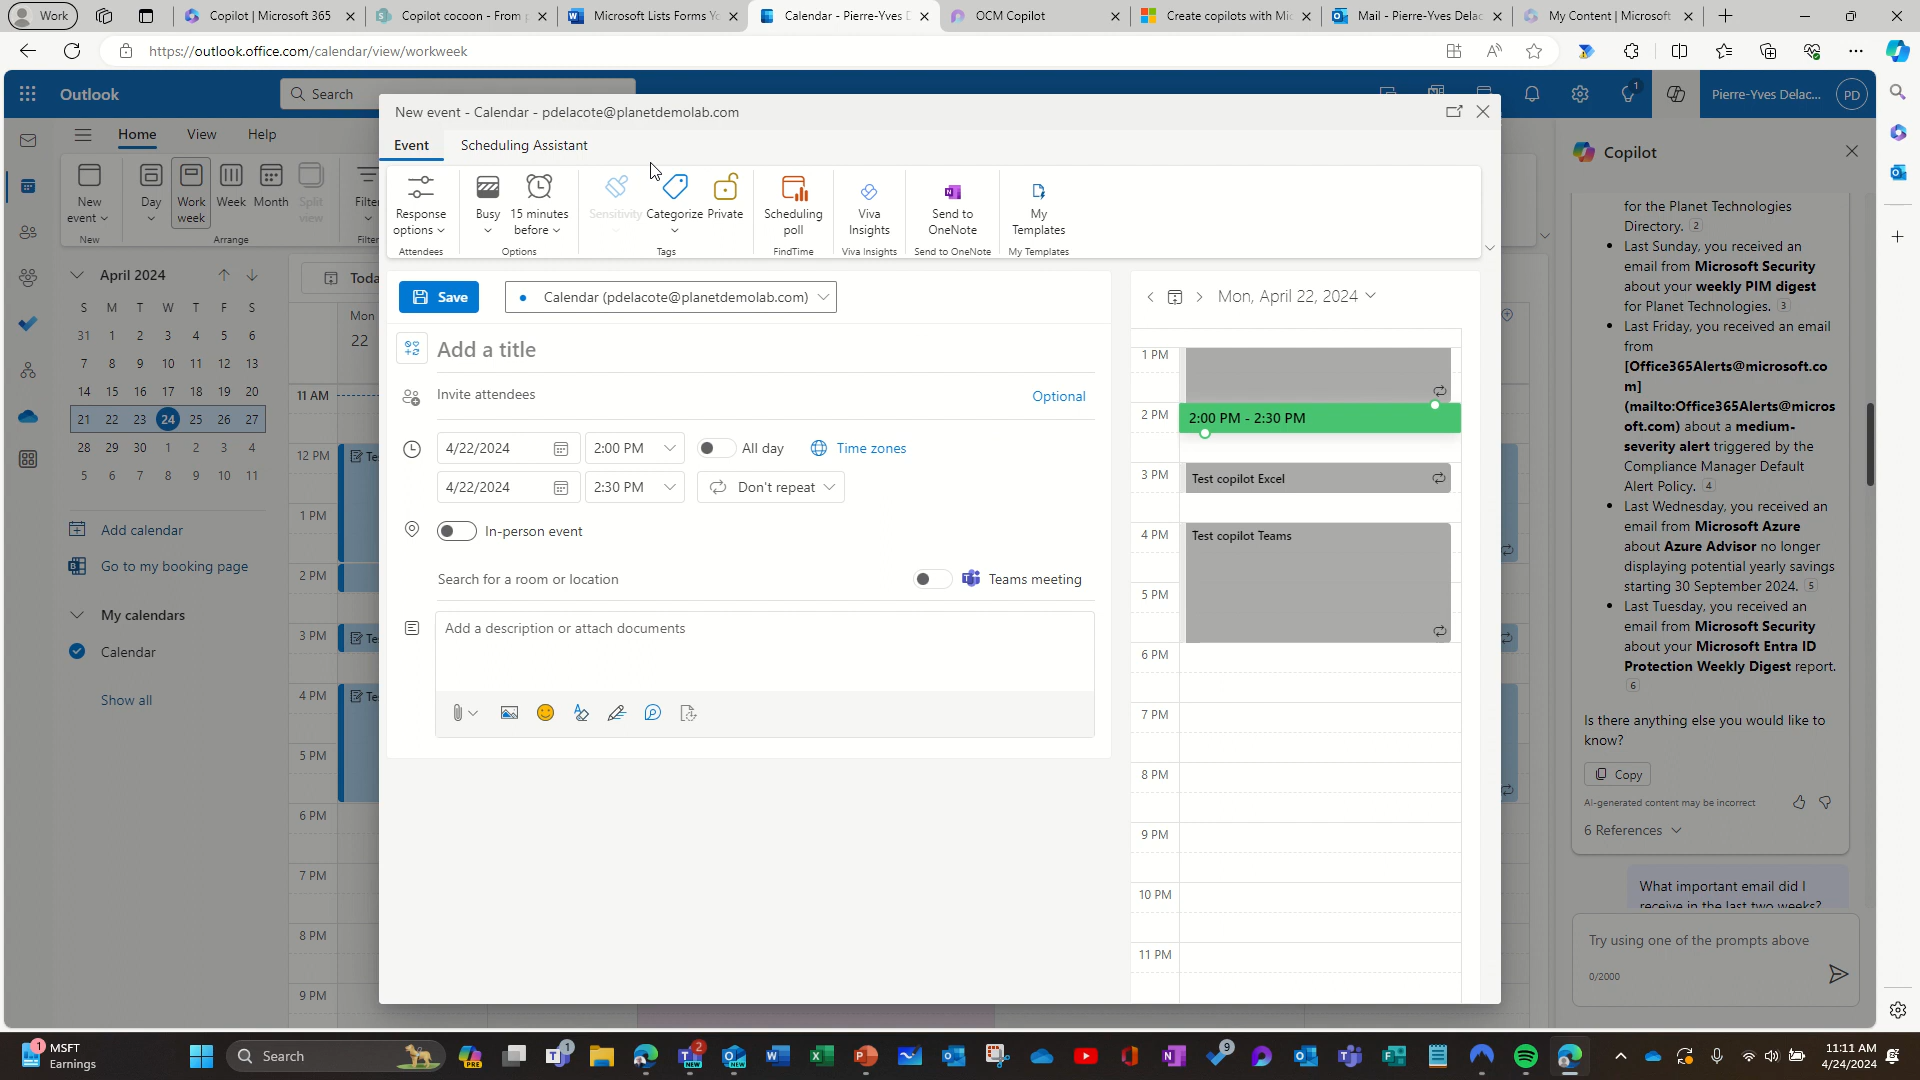 Work
Copilot | Microsoft 365
Copilot cocoon - From
Microsoft Lists Forms Yo
Calendar - Pierre-Yves D
OCM Copilot
Create copilots with Mic
Mail - Pierre-Yves Delac
My Content | Microsoft
https://outlook.office.com/calendar/view/workweek
Outlook
Search
1
Pierre-Yves Delac...
PD
Home
View
Help
New event
Day
Work week
Week
Month
Split view
Filter
New
Arrange
Filter
April 2024
S M T W T F S
31 1 2 3 4 5 6
7 8 9 10 11 12 13
14 15 16 17 18 19 20
21 22 23 24 25 26 27
28 29 30 1 2 3 4
5 6 7 8 9 10 11
Add calendar
Go to my booking page
My calendars
Calendar
Show all
Toda
Mon
22
11 AM
12 PM
Te
1 PM
2 PM
3 PM
Te
4 PM
Te
5 PM
6 PM
7 PM
8 PM
9 PM
New event - Calendar - pdelacote@planetdemolab.com
Event
Scheduling Assistant
Response options
Busy
15 minutes before
Sensitivity
Categorize
Private
Scheduling poll
Viva Insights
Send to OneNote
My Templates
Attendees
Options
Tags
FindTime
Viva Insights
Send to OneNote
My Templates
Save
Calendar (pdelacote@planetdemolab.com)
Add a title
Invite attendees
Optional
4/22/2024
2:00 PM
All day
Time zones
4/22/2024
2:30 PM
Don't repeat
In-person event
Search for a room or location
Teams meeting
Add a description or attach documents
Mon, April 22, 2024
1 PM
2 PM
2:00 PM - 2:30 PM
3 PM
Test copilot Excel
4 PM
Test copilot Teams
5 PM
6 PM
7 PM
8 PM
9 PM
10 PM
11 PM
Copilot
for the Planet Technologies
Directory. 2
• Last Sunday, you received an
email from Microsoft Security
about your weekly PIM digest
for Planet Technologies. 3
• Last Friday, you received an email
from
[Office365Alerts@microsoft.co
m]
(mailto:Office365Alerts@micros
oft.com) about a medium-
severity alert triggered by the
Compliance Manager Default
Alert Policy. 4
• Last Wednesday, you received an
email from Microsoft Azure
about Azure Advisor no longer
displaying potential yearly savings
starting 30 September 2024. 5
• Last Tuesday, you received an
email from Microsoft Security
about your Microsoft Entra ID
Protection Weekly Digest report.
6
Is there anything else you would like to
know?
Copy
AI-generated content may be incorrect
6 References
What important email did I
receive in the last two weeks?
Try using one of the prompts above
0/2000
1
MSFT
Earnings
Search
PRE
1
2
NEW
NEW
9
11:11 AM
4/24/2024